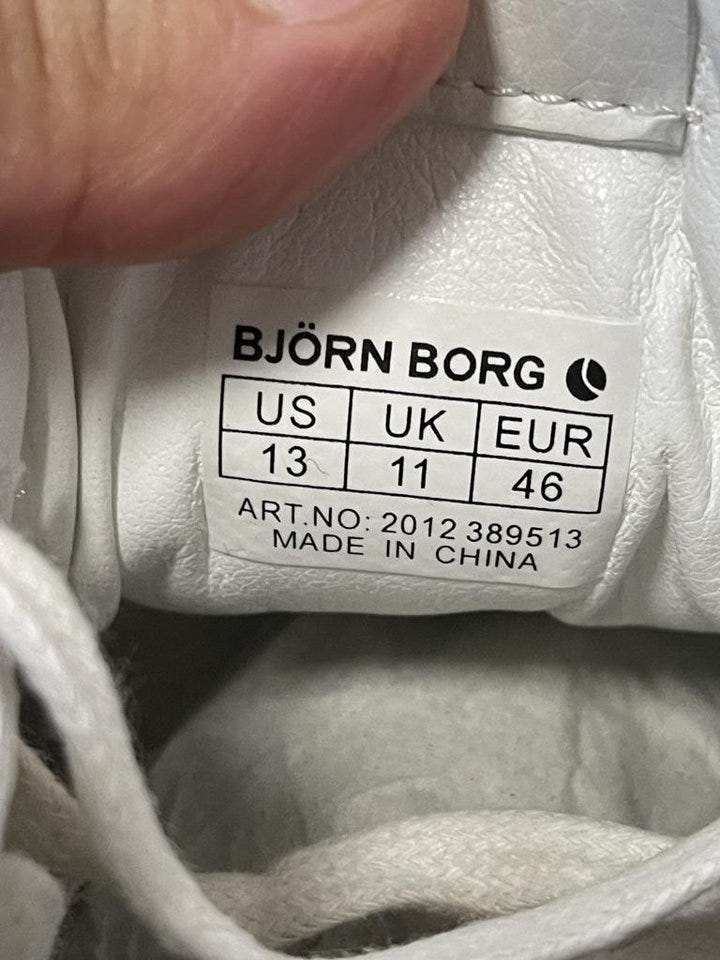 BJÖRN BORG
US UK EUR
13 11 46
ART.NO: 2012 389513
MADE IN CHINA